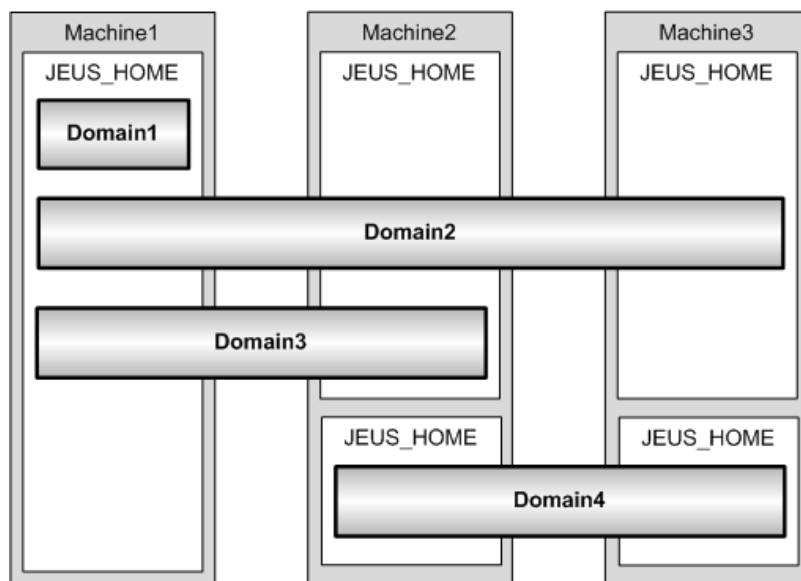 Machine1
Machine2
Machine3
JEUS_HOME
JEUS_HOME
JEUS_HOME
Domain1
Domain2
Domain3
JEUS_HOME
JEUS_HOME
Domain4